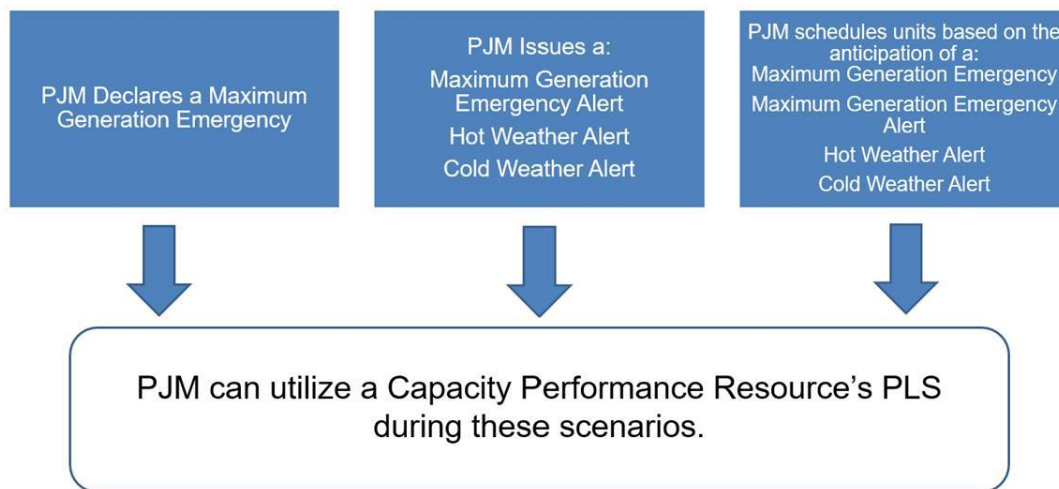 PJM Declares a Maximum
Generation Emergency
PJM Issues a:
Maximum Generation
Emergency Alert
Hot Weather Alert
Cold Weather Alert
PJM schedules units based on the
anticipation of a:
Maximum Generation Emergency
Maximum Generation Emergency
Alert
Hot Weather Alert
Cold Weather Alert
PJM can utilize a Capacity Performance Resource’s PLS
during these scenarios.